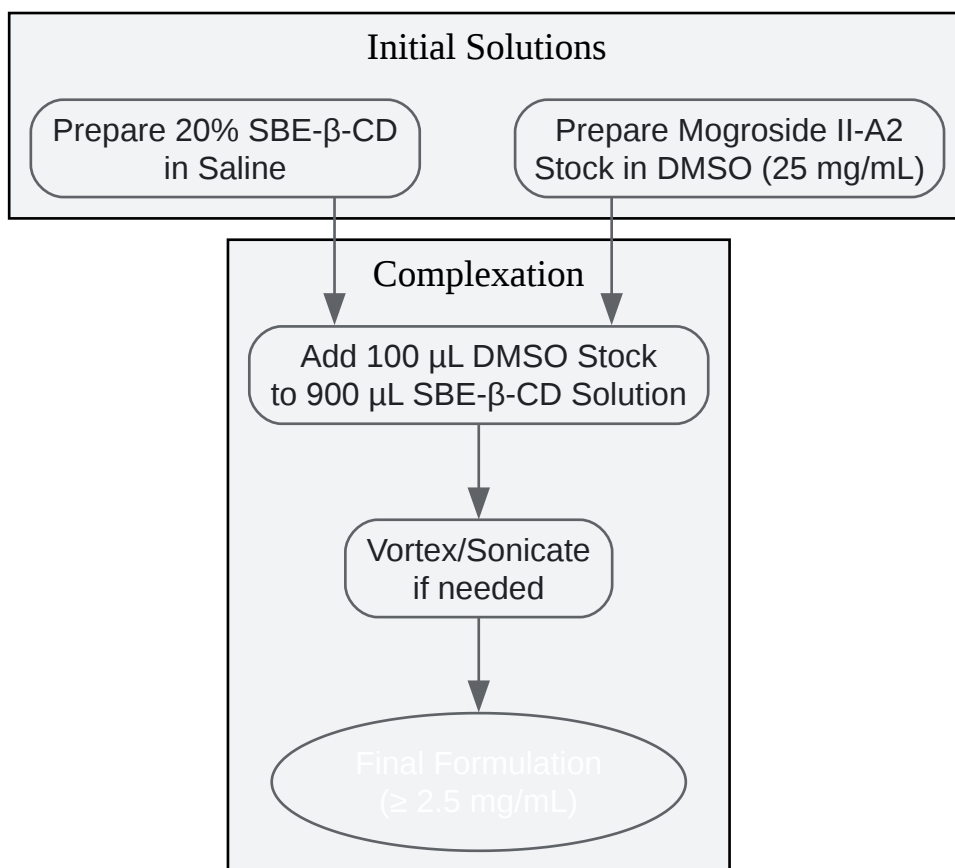 Initial Solutions
Prepare 20% SBE-β-CD
in Saline
Prepare Mogroside II-A2
Stock in DMSO (25 mg/mL)
Complexation
Add 100 µL DMSO Stock
to 900 µL SBE-β-CD Solution
Vortex/Sonicate
if needed
Final Formulation
(≥ 2.5 mg/mL)